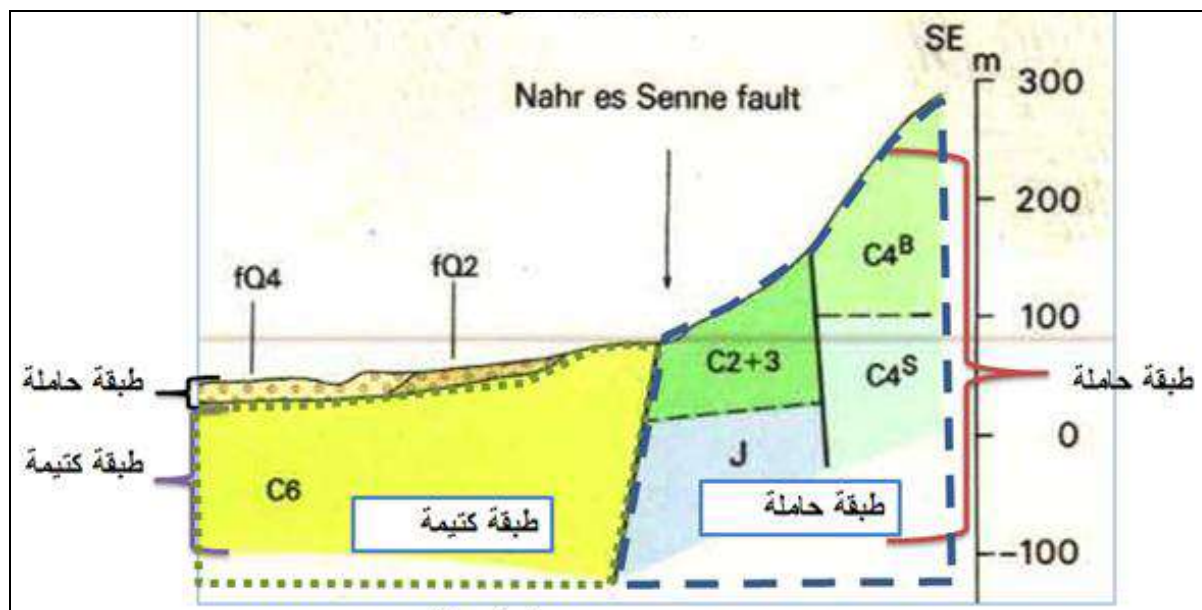 SE
m
Nahr es Senne fault
300
200
100
0
-100
fQ4
fQ2
C4B
C2+3
C4S
J
C6
طبقة حاملة
طبقة كتيمة
طبقة كتيمة
طبقة حاملة
طبقة حاملة